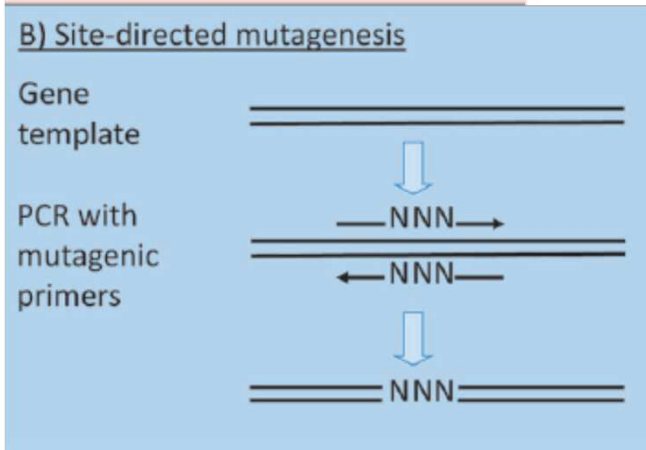 B) Site-directed mutagenesis
Gene
template
PCR with
mutagenic
primers
NNN
NNN
NNN